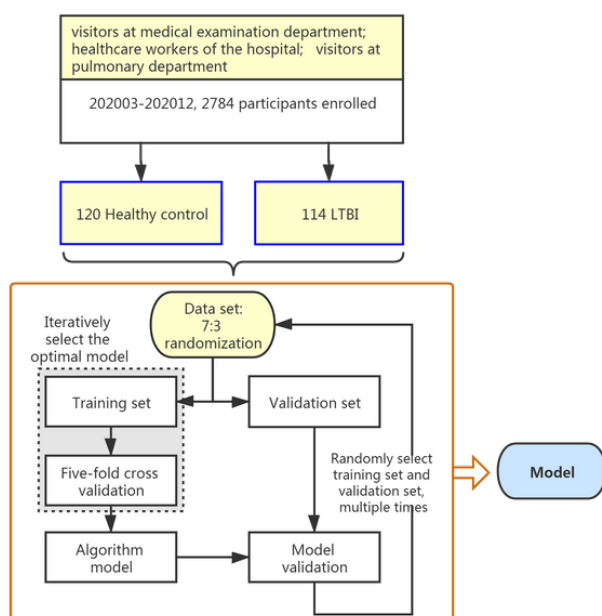 visitors at medical examination department;
healthcare workers of the hospital; visitors at
pulmonary department
202003-202012, 2784 participants enrolled
120 Healthy control
114 LTBI
Data set:
7:3
randomization
Iteratively
select the
optimal model
Training set
Validation set
Five-fold cross
validation
Randomly select
training set and
validation set,
multiple times
Model
Algorithm
model
Model
validation